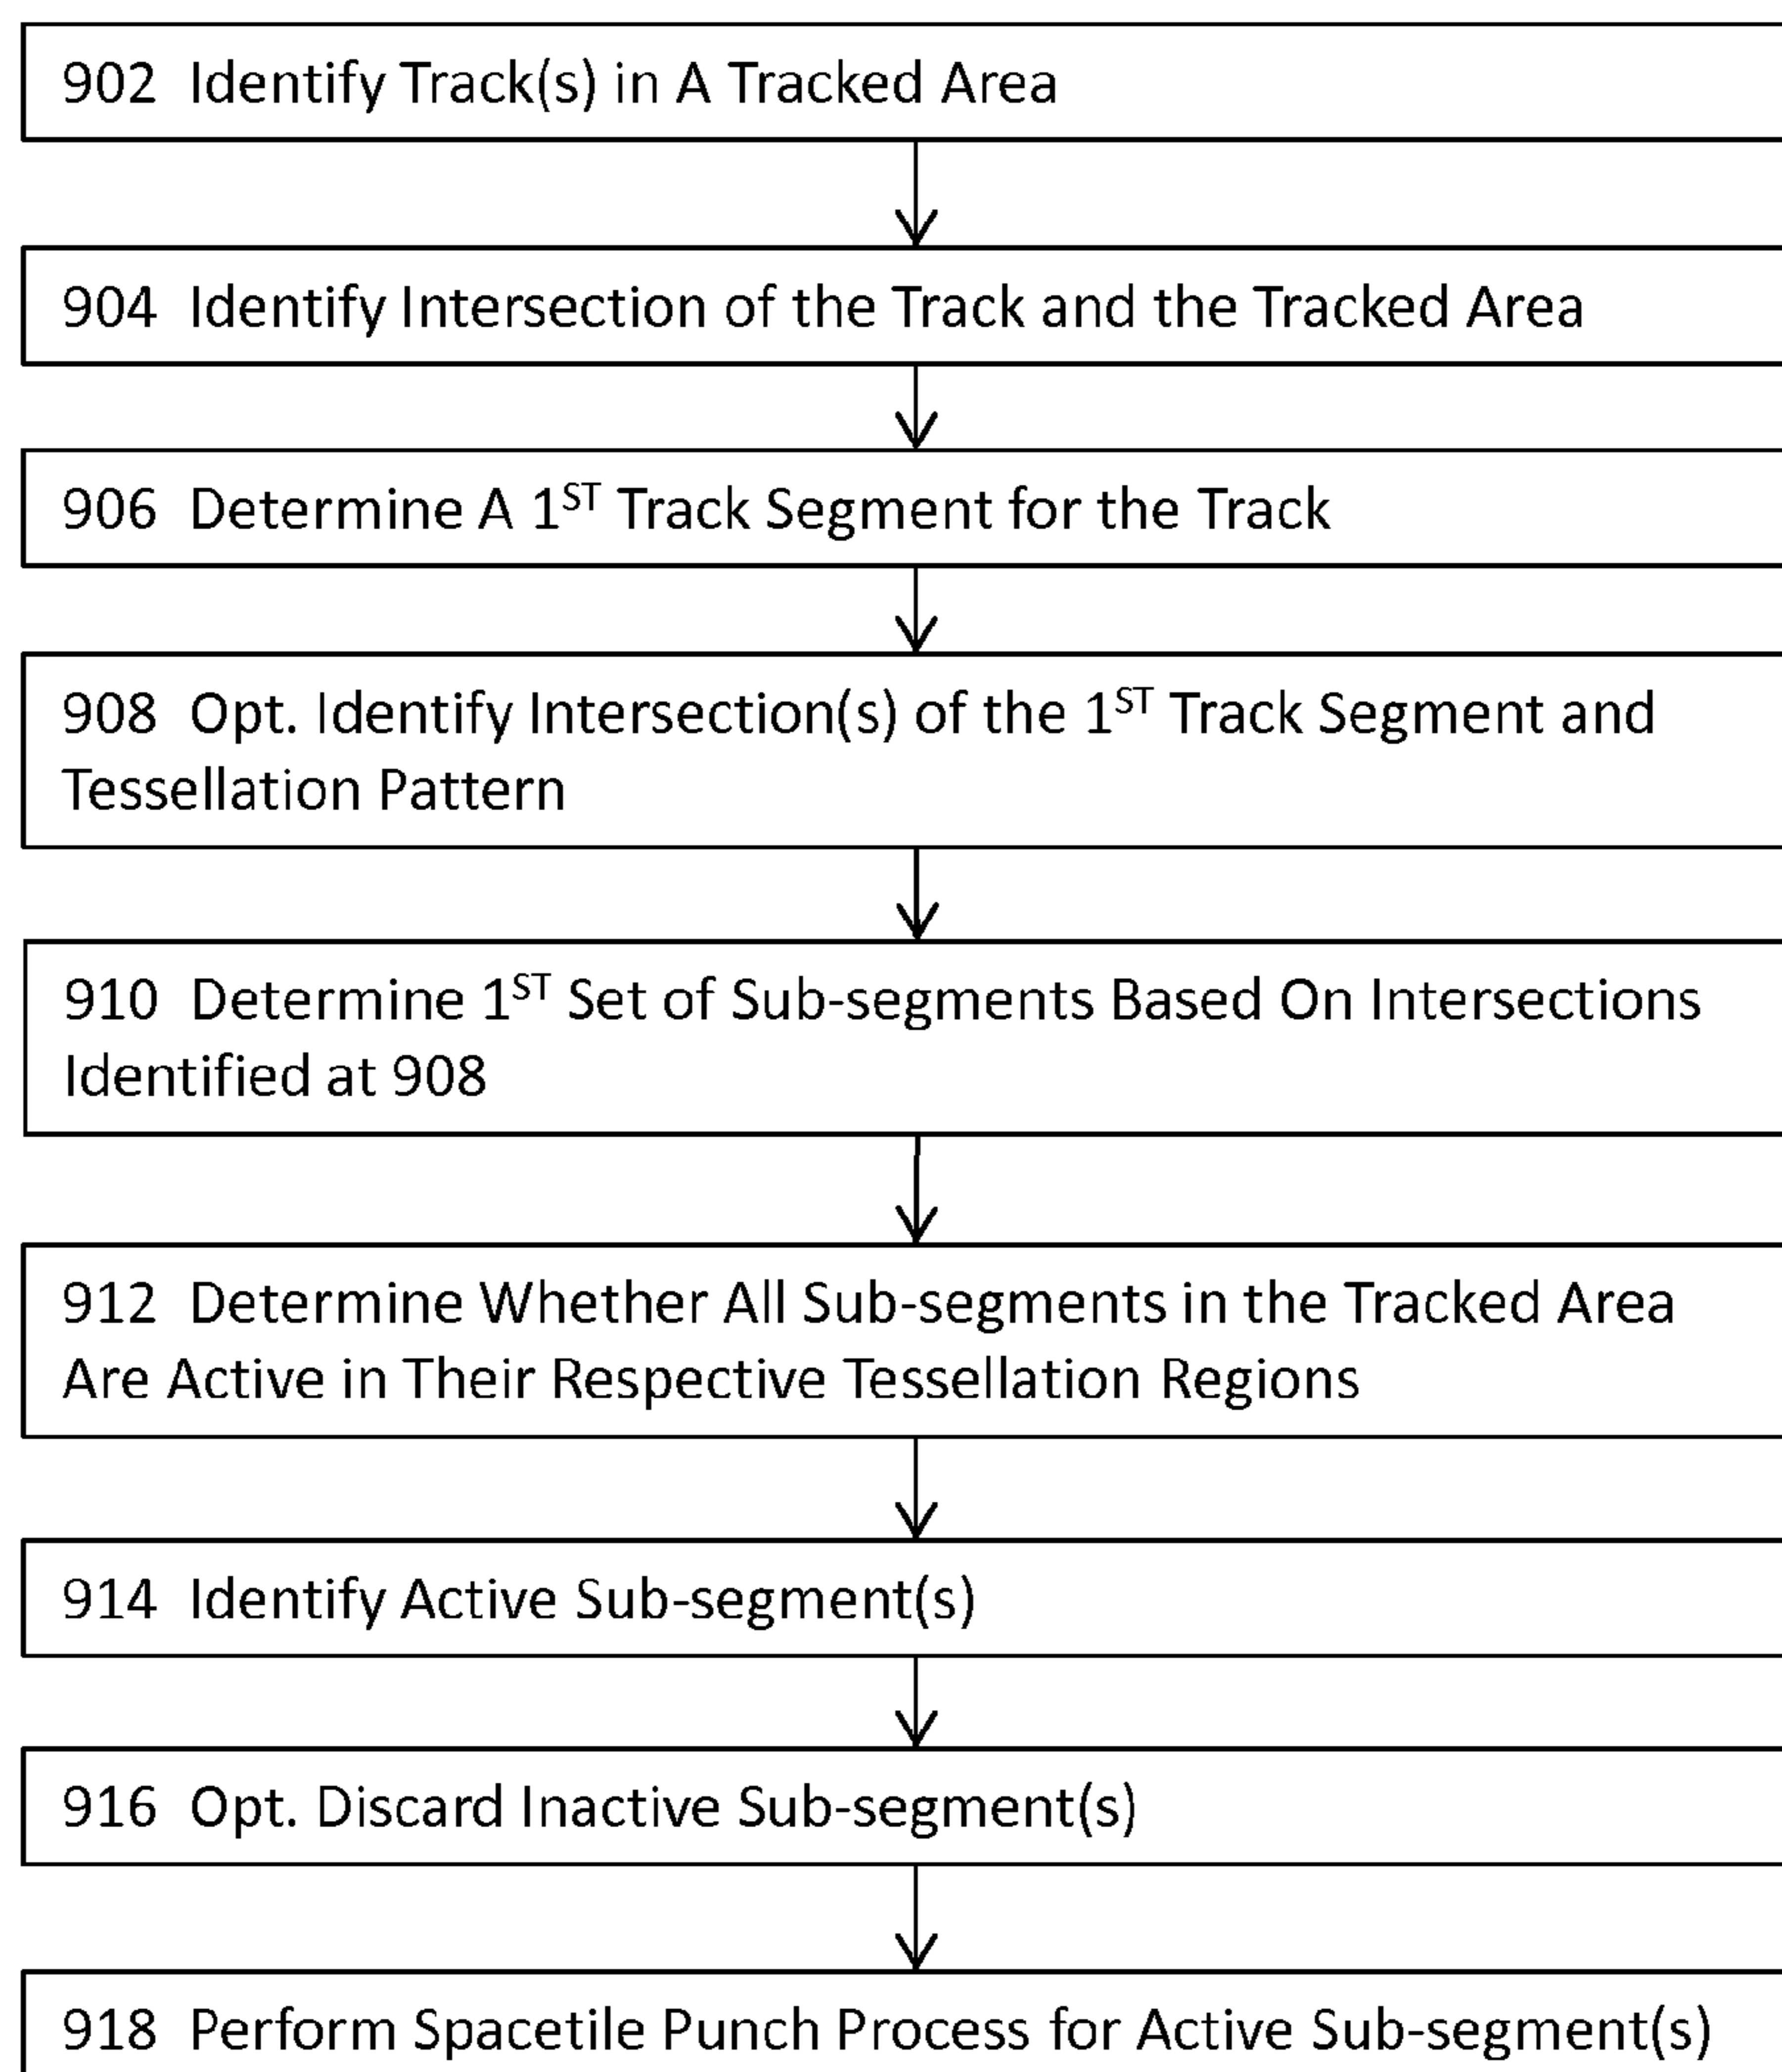 902 Identify Track(s) in A Tracked Area
904 Identify Intersection of the Track and the Tracked Area
906 Determine A 1ST Track Segment for the Track
908 Opt. Identify Intersection(s) of the 1ST Track Segment and
Tessellation Pattern
910 Determine 1ST Set of Sub-segments Based On Intersections
Identified at 908
912 Determine Whether All Sub-segments in the Tracked Area
Are Active in Their Respective Tessellation Regions
914 Identify Active Sub-segment(s)
916 Opt. Discard Inactive Sub-segment(s)
918 Perform Spacetile Punch Process for Active Sub-segment(s)